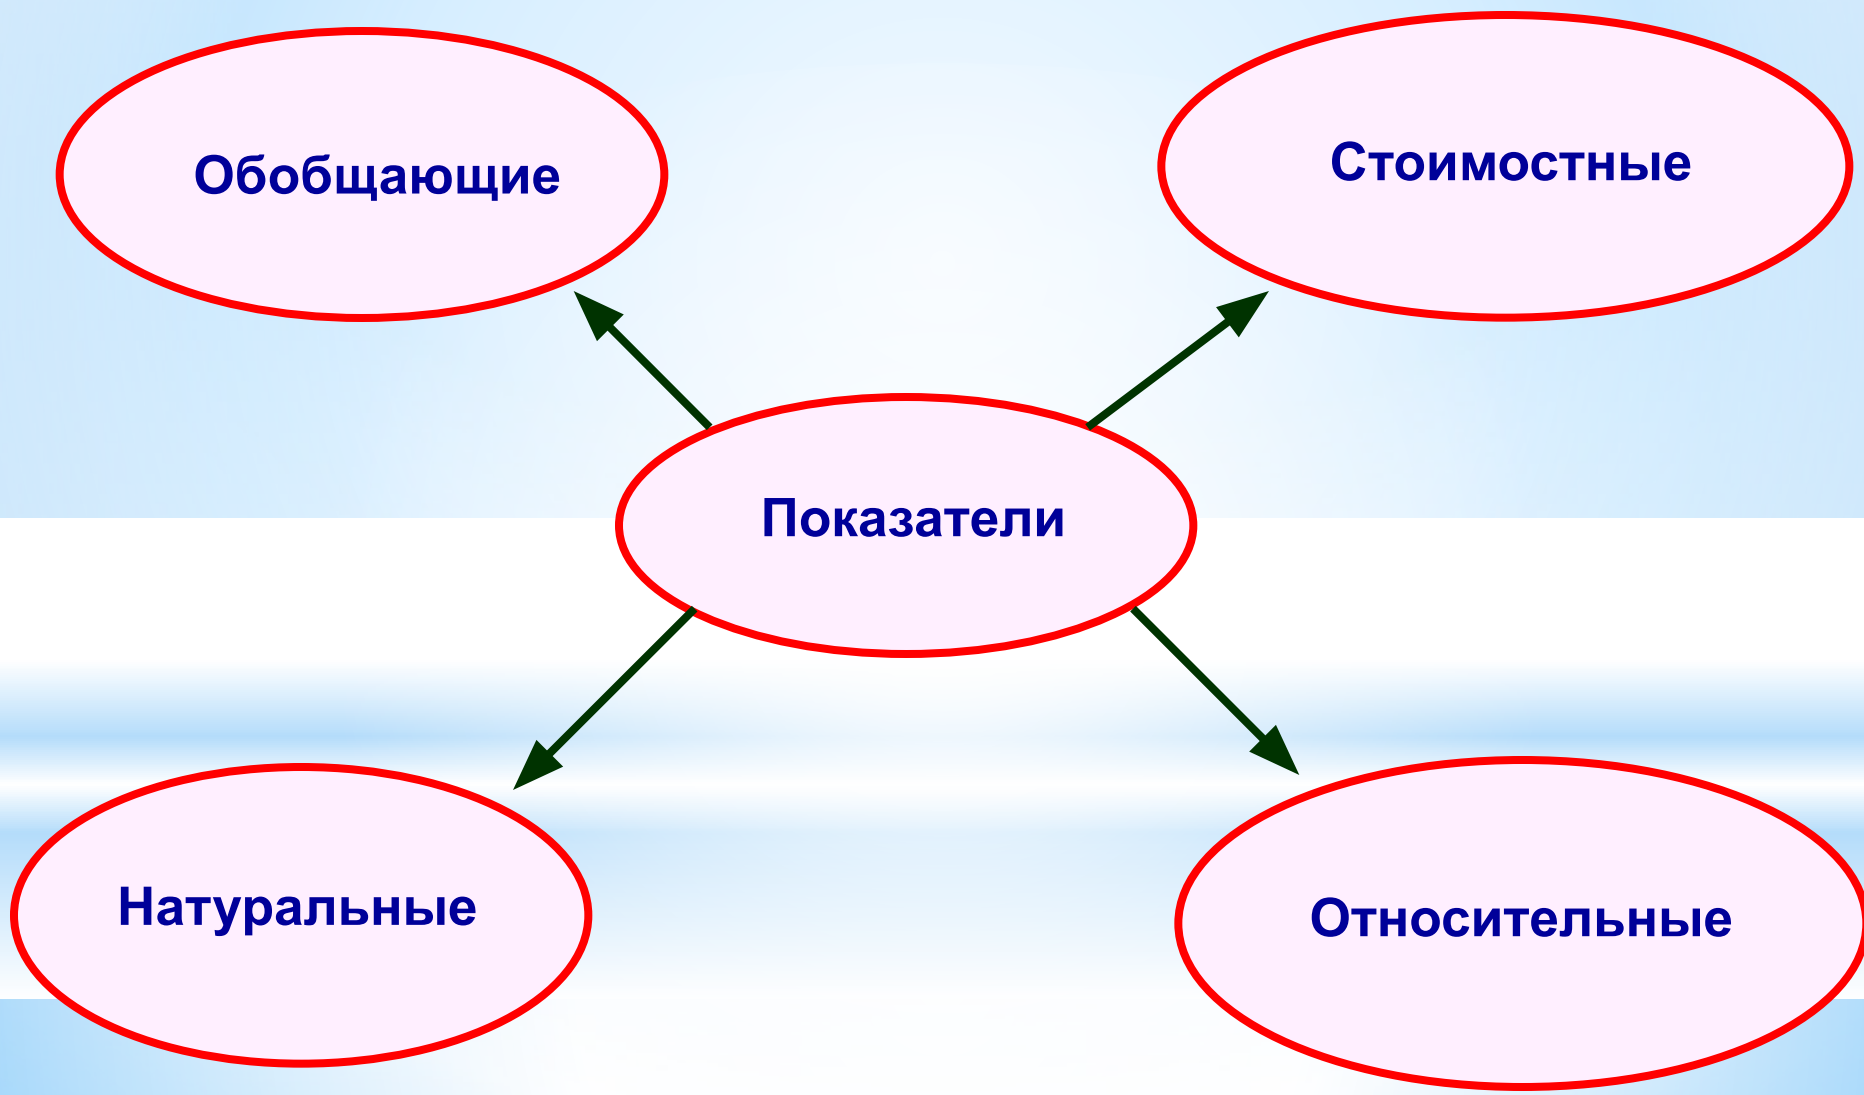 Обобщающие
Стоимостные
Показатели
Натуральные
Относительные